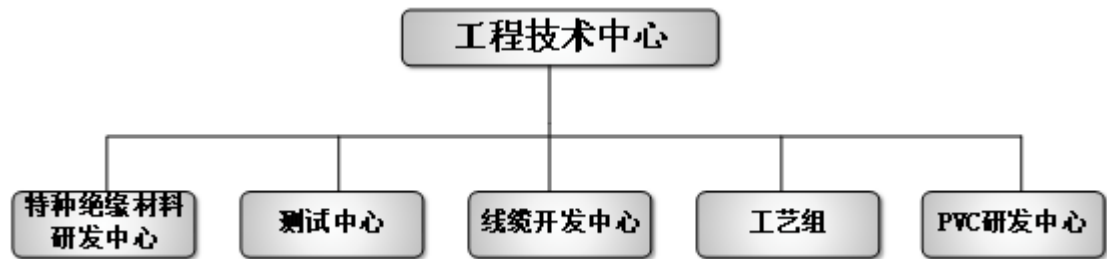 工程技术中心
特种绝缘材料
研发中心
测试中心
线缆开发中心
工艺组
PVC研发中心